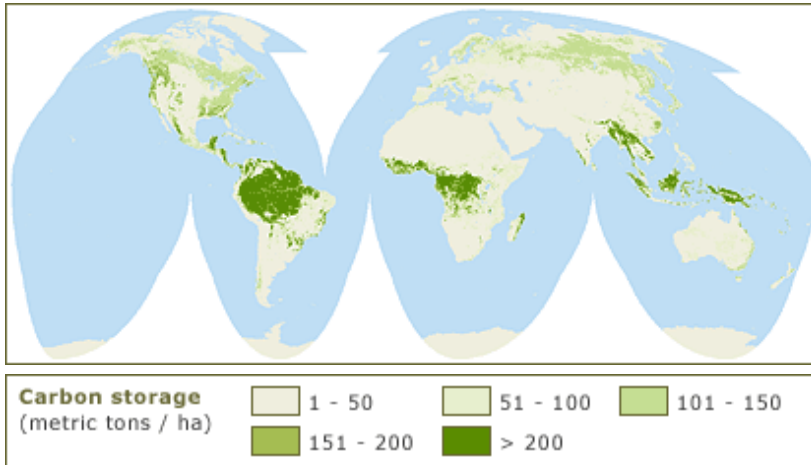 Carbon storage
(metric tons / ha)
1 - 50
51 - 100
101 - 150
151 - 200
> 200